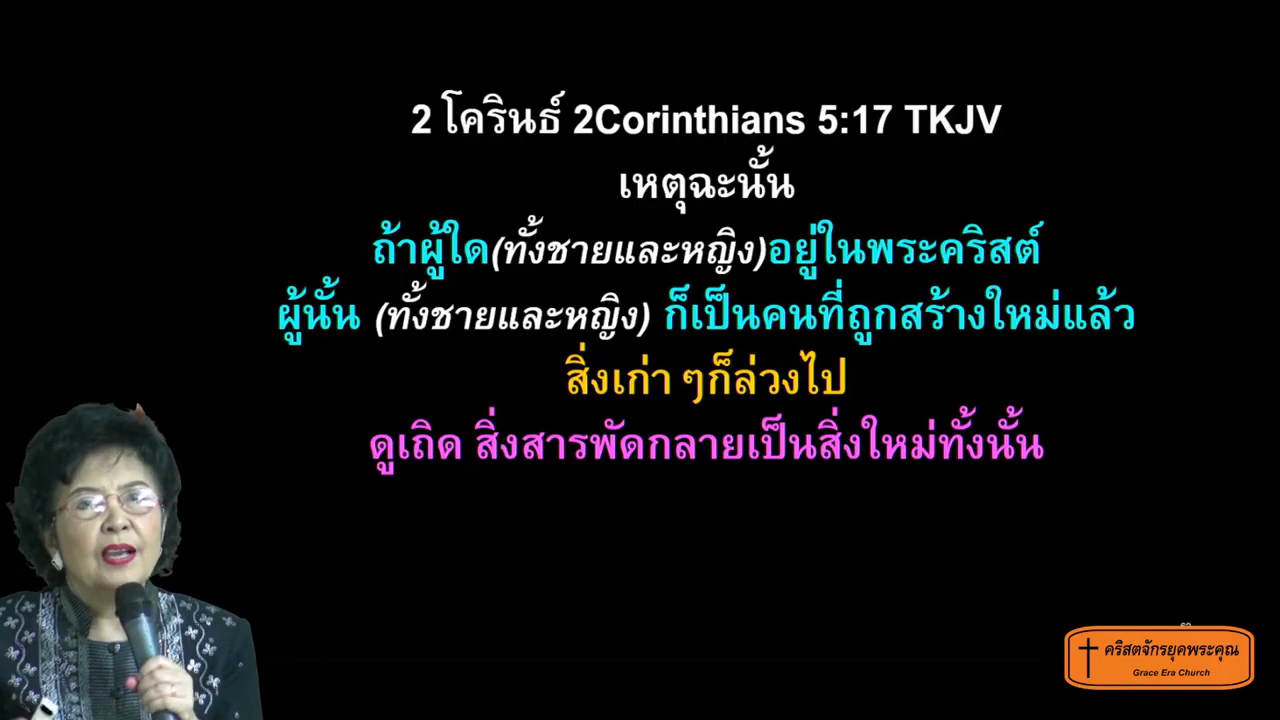 2 โครินธ์ 2Corinthians 5:17 TKJV
เหตุฉะนั้น
ถ้าผู้ใด(ทั้งชายและหญิง)อยู่ในพระคริสต์
ผู้นั้น (ทั้งชายและหญิง) ก็เป็นคนที่ถูกสร้างใหม่แล้ว
สิ่งเก่า ๆก็ล่วงไป
ดูเถิด สิ่งสารพัดกลายเป็นสิ่งใหม่ทั้งนั้น
คริสตจักรยุคพระคุณ
Grace Era Church